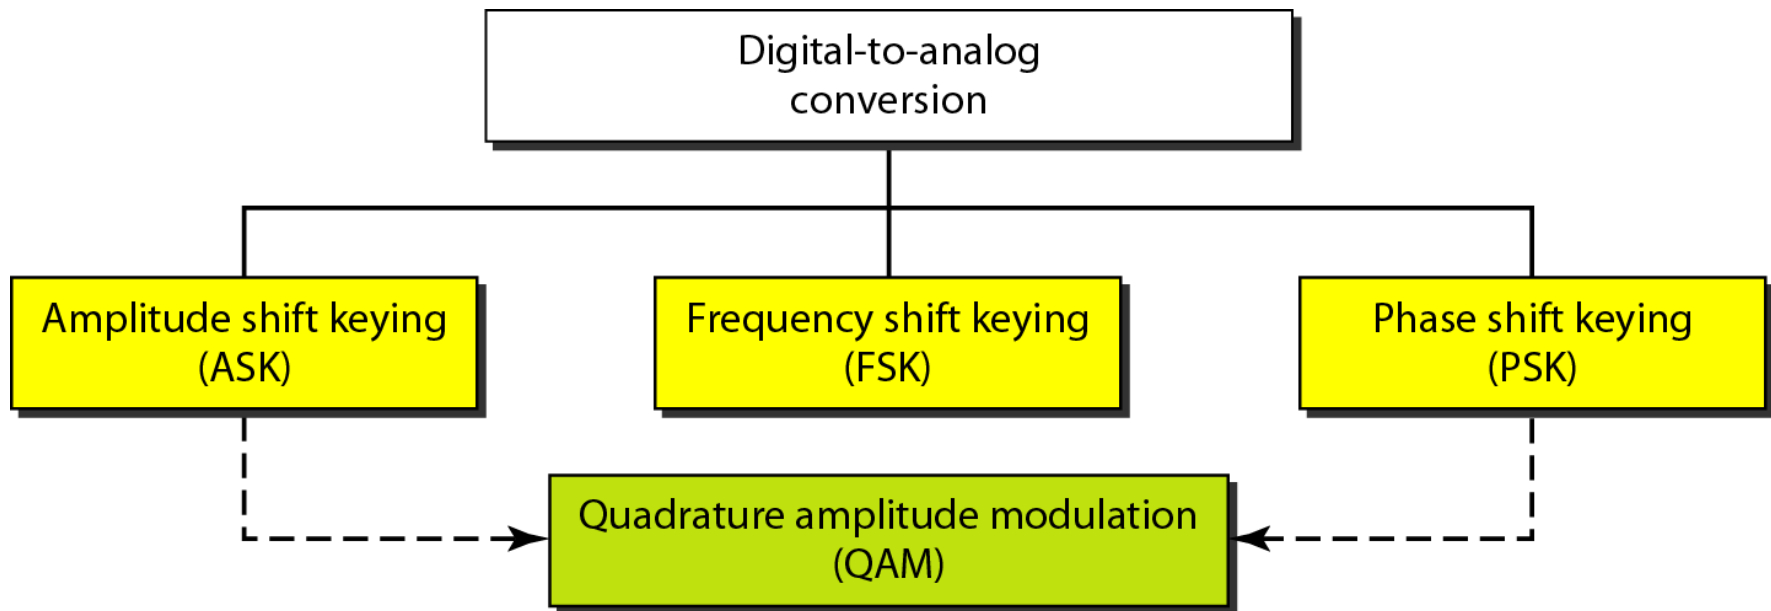 Digital-to-analog
conversion
Amplitude shift keying
(ASK)
Frequency shift keying
(FSK)
Phase shift keying
(PSK)
Quadrature amplitude modulation
(QAM)